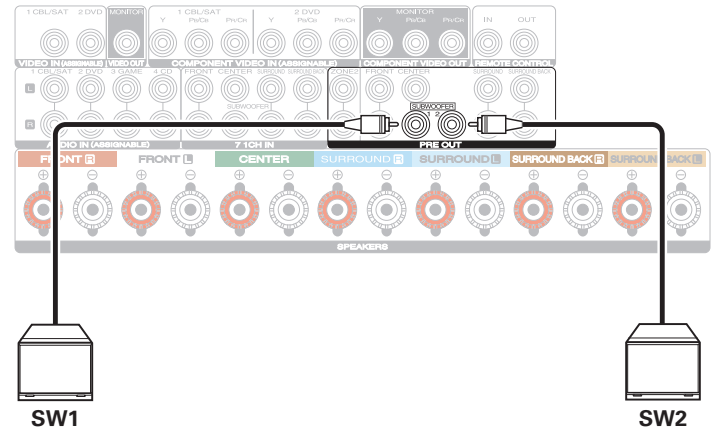 1 CBL/SAT 2 DVD MONITOR 1 CBL/SAT 2 DVD MONITOR IN OUT
Y PB/CB PR/CR Y PB/CB PR/CR Y PB/CB PR/CR
VIDEO IN (ASSIGNABLE) VIDEO OUT COMPONENT VIDEO IN (ASSIGNABLE) COMPONENT VIDEO OUT REMOTE CONTROL
1 CBL/SAT 2 DVD 3 GAME 4 CD FRONT CENTER SURROUND SURROUND BACK ZONE2 FRONT CENTER SURROUND SURROUND BACK
L
SUBWOOFER SUBWOOFER
1 2
R
AUDIO IN (ASSIGNABLE) 7 1CH IN PRE OUT
FRONT R FRONT L CENTER SURROUND R SURROUND L SURROUND BACK R SURROUND BACK L
SPEAKERS
SW1 SW2